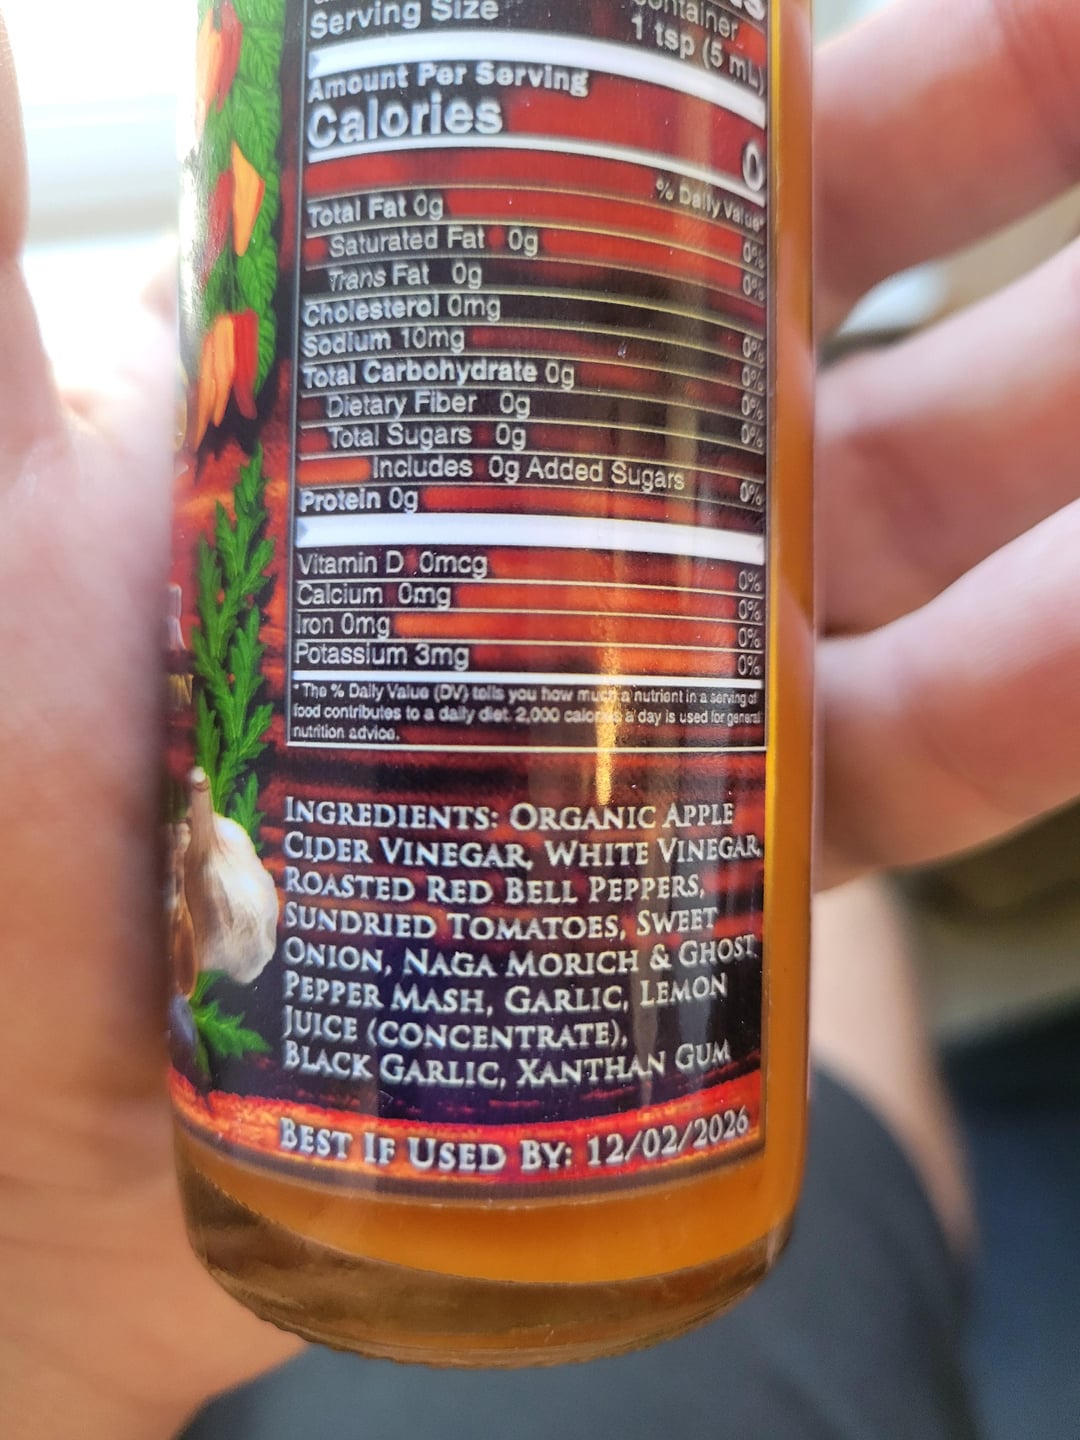 Serving Size
container
1 tsp (5 mL)
Amount Per Serving
Calories 0
% Daily Value*
Total Fat 0g 0%
Saturated Fat 0g 0%
Trans Fat 0g
Cholesterol 0mg 0%
Sodium 10mg 0%
Total Carbohydrate 0g 0%
Dietary Fiber 0g 0%
Total Sugars 0g
Includes 0g Added Sugars 0%
Protein 0g
Vitamin D 0mcg 0%
Calcium 0mg 0%
Iron 0mg 0%
Potassium 3mg 0%
* The % Daily Value (DV) tells you how much a nutrient in a serving of
food contributes to a daily diet. 2,000 calories a day is used for general
nutrition advice.
INGREDIENTS: ORGANIC APPLE
CIDER VINEGAR, WHITE VINEGAR,
ROASTED RED BELL PEPPERS,
SUNDRIED TOMATOES, SWEET
ONION, NAGA MORICH & GHOST
PEPPER MASH, GARLIC, LEMON
JUICE (CONCENTRATE),
BLACK GARLIC, XANTHAN GUM
BEST IF USED BY: 12/02/2026